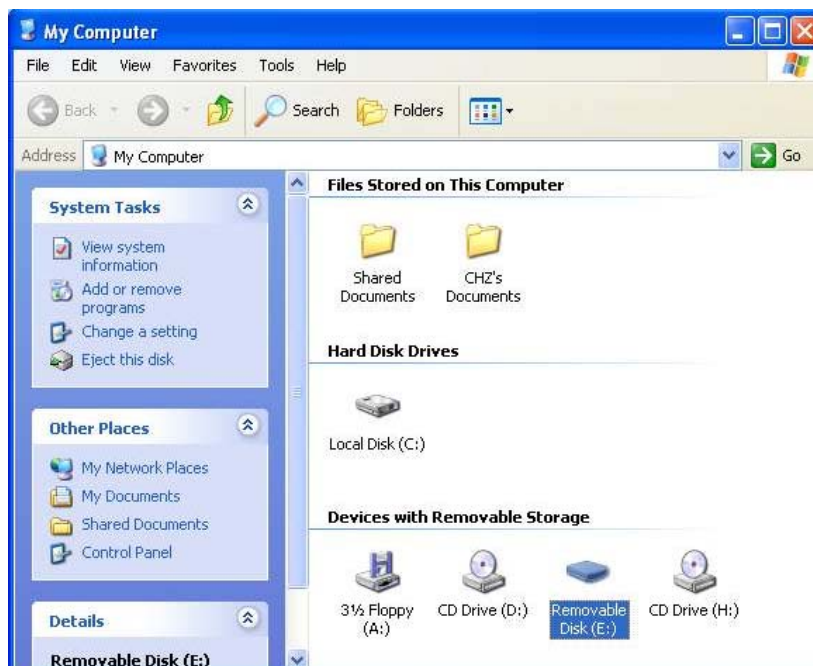 My Computer
File Edit View Favorites Tools Help
Back Search Folders
Address My Computer Go
System Tasks
View system
information
Add or remove
programs
Change a setting
Eject this disk
Other Places
My Network Places
My Documents
Shared Documents
Control Panel
Details
Removable Disk (E:)
Files Stored on This Computer
Shared
Documents
CHZ's
Documents
Hard Disk Drives
Local Disk (C:)
Devices with Removable Storage
3½ Floppy
(A:)
CD Drive (D:)
Removable
Disk (E:)
CD Drive (H:)